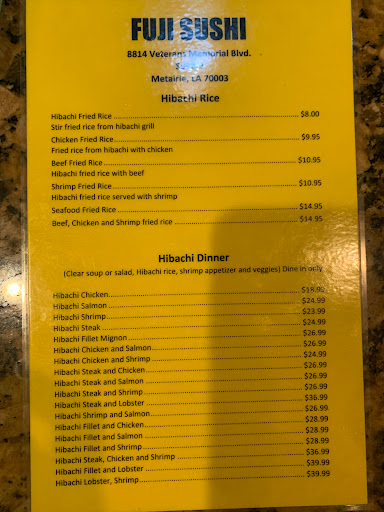 FUJI SUSHI
8814 Veterans Memorial Blvd.
Metairie, LA 70003
Hibachi Rice
Hibachi Fried Rice $8.00
Stir fried rice from hibachi grill
Chicken Fried Rice $9.95
Fried rice from hibachi with chicken
Beef Fried Rice $10.95
Hibachi fried rice with beef
Shrimp Fried Rice $10.95
Hibachi fried rice served with shrimp
Seafood Fried Rice $14.95
Beef, Chicken and Shrimp fried rice $14.95
Hibachi Dinner
(Clear soup or salad, Hibachi rice, shrimp appetizer and veggies) Dine in only
Hibachi Chicken $18.99
Hibachi Salmon $24.99
Hibachi Shrimp $23.99
Hibachi Steak $24.99
Hibachi Fillet Mignon $26.99
Hibachi Chicken and Salmon $26.99
Hibachi Chicken and Shrimp $24.99
Hibachi Steak and Chicken $26.99
Hibachi Steak and Salmon $26.99
Hibachi Steak and Shrimp $26.99
Hibachi Steak and Lobster $36.99
Hibachi Shrimp and Salmon $26.99
Hibachi Fillet and Chicken $28.99
Hibachi Fillet and Salmon $28.99
Hibachi Fillet and Shrimp $28.99
Hibachi Steak, Chicken and Shrimp $36.99
Hibachi Fillet and Lobster $39.99
Hibachi Lobster, Shrimp $39.99